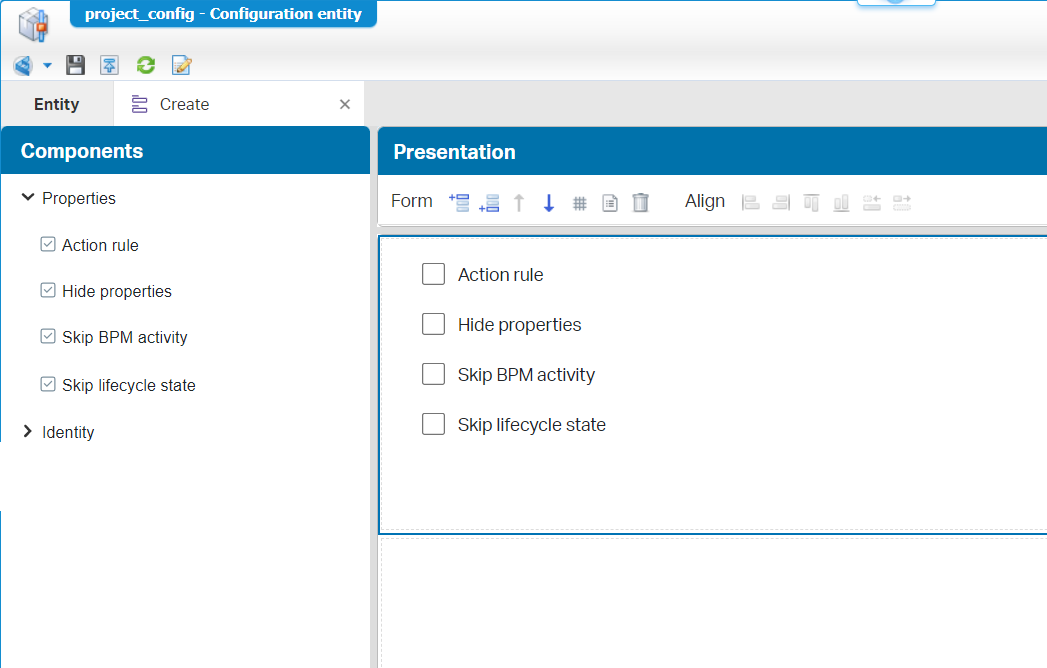 project_config - Configuration entity
Entity
Create
Components
Properties
Action rule
Hide properties
Skip BPM activity
Skip lifecycle state
Identity
Presentation
Form
Align
Action rule
Hide properties
Skip BPM activity
Skip lifecycle state